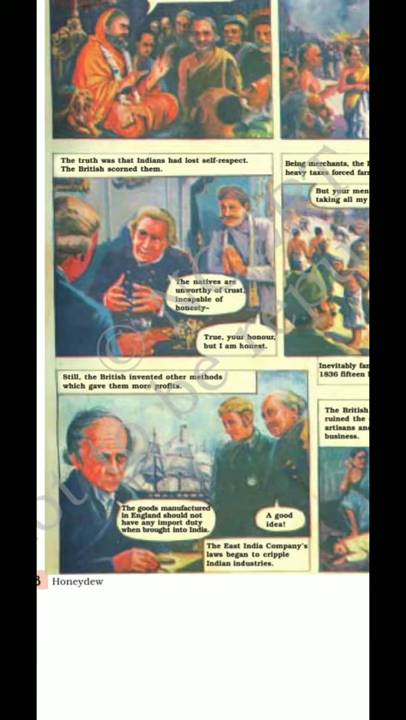 The truth was that Indians had lost self-respect.
The British scorned them.
The natives are
unworthy of trust,
incapable of
honesty–
True, your honour,
but I am honest.
Being merchants, the
heavy taxes forced
But your men
taking all my
Still, the British invented other methods
which gave them more profits.
The goods manufactured
in England should not
have any import duty
when brought into India.
A good
idea!
The East India Company's
laws began to cripple
Indian industries.
Inevitably
1836 fifteen
The British
ruined the
artisans
business.
Honeydew